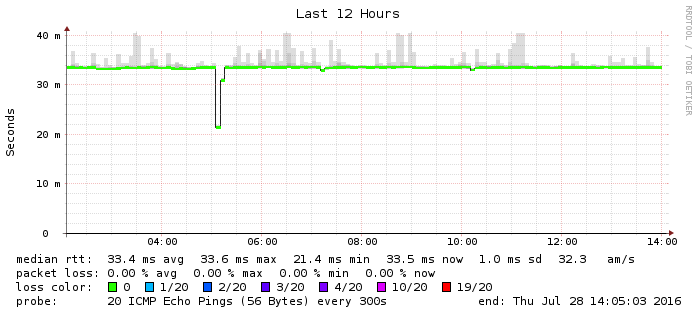 Last 12 Hours
RRDTOOL / TOBI OETIKER
Seconds
40 m
30 m
20 m
10 m
0
04:00 06:00 08:00 10:00 12:00 14:00
median rtt: 33.4 ms avg 33.6 ms max 21.4 ms min 33.5 ms now 1.0 ms sd 32.3 am/s
packet loss: 0.00 % avg 0.00 % max 0.00 % min 0.00 % now
loss color: 0 1/20 2/20 3/20 4/20 10/20 19/20
probe: 20 ICMP Echo Pings (56 Bytes) every 300s end: Thu Jul 28 14:05:03 2016